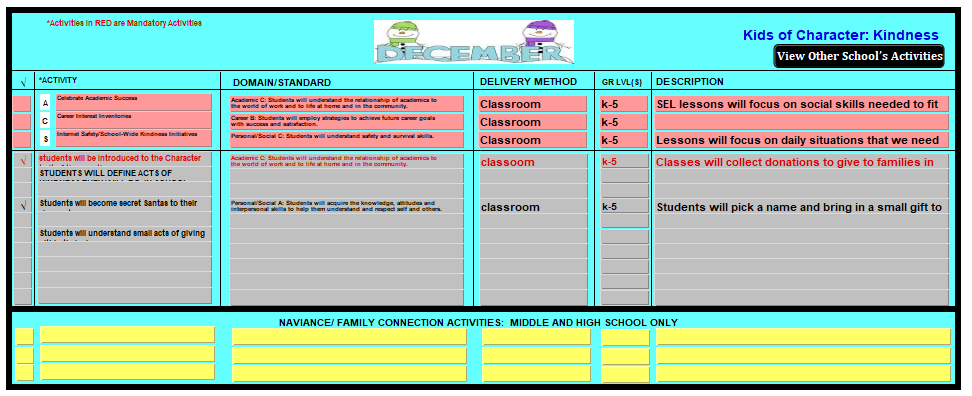 *Activities in RED are Mandatory Activities
DECEMBER
Kids of Character: Kindness
View Other School's Activities
√ *ACTIVITY DOMAIN/STANDARD DELIVERY METHOD GR LVL(S) DESCRIPTION
A Celebrate Academic Success Academic C: Students will understand the relationship of academics to Classroom k-5 SEL lessons will focus on social skills needed to fit
the world of work and to life at home and in the community.
C Career Interest Inventories Career B: Students will employ strategies to achieve future career goals Classroom k-5
with success and satisfaction.
S Internet Safety/School-Wide Kindness Initiatives Personal/Social C: Students will understand safety and survival skills. Classroom k-5 Lessons will focus on daily situations that we need
√ students will be introduced to the Character Academic C: Students will understand the relationship of academics to classoom k-5 Classes will collect donations to give to families in
the world of work and to life at home and in the community.
STUDENTS WILL DEFINE ACTS OF
√ Students will become secret Santas to their Personal/Social A: Students will acquire the knowledge, attitudes and classroom k-5 Students will pick a name and bring in a small gift to
interpersonal skills to help them understand and respect self and others.
Students will understand small acts of giving
NAVIANCE/ FAMILY CONNECTION ACTIVITIES: MIDDLE AND HIGH SCHOOL ONLY